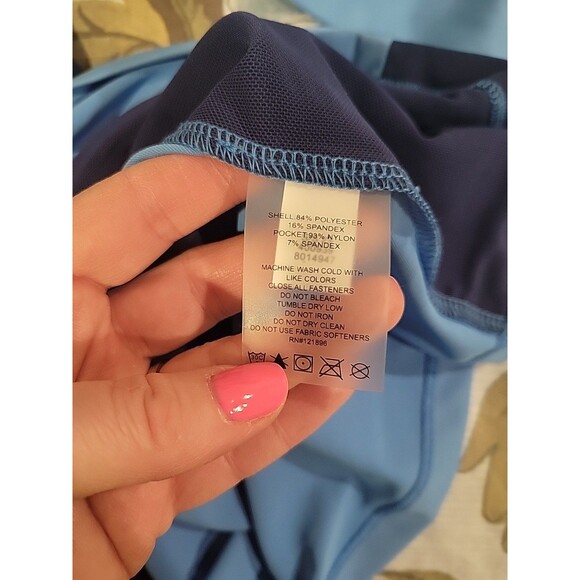 SHELL:84% POLYESTER
16% SPANDEX
POCKET:93% NYLON
7% SPANDEX
8014947
MACHINE WASH COLD WITH
LIKE COLORS
CLOSE ALL FASTENERS
DO NOT BLEACH
TUMBLE DRY LOW
DO NOT IRON
DO NOT DRY CLEAN
DO NOT USE FABRIC SOFTENERS
RN#121896